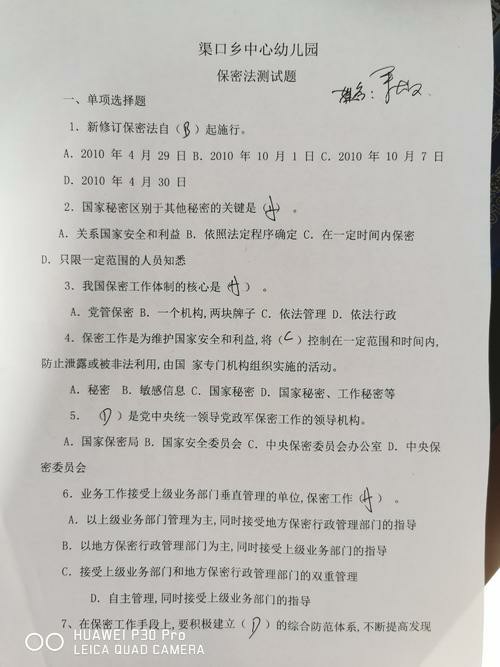 渠口乡中心幼儿园
保密法测试题
姓名:
一、单项选择题
1. 新修订保密法自(B)起施行。
A. 2010 年 4 月 29 日 B. 2010 年 10 月 1 日 C. 2010 年 10 月 7 日
D. 2010 年 4 月 30 日
2. 国家秘密区别于其他秘密的关键是(A) 。
A. 关系国家安全和利益 B. 依照法定程序确定 C. 在一定时间内保密
D. 只限一定范围的人员知悉
3. 我国保密工作体制的核心是(A) 。
A. 党管保密 B. 一个机构,两块牌子 C. 依法管理 D. 依法行政
4. 保密工作是为维护国家安全和利益,将(C)控制在一定范围和时间内,
防止泄露或被非法利用,由国 家专门机构组织实施的活动。
A. 秘密 B. 敏感信息 C. 国家秘密 D. 国家秘密、工作秘密等
5. (D)是党中央统一领导党政军保密工作的领导机构。
A. 国家保密局 B. 国家安全委员会 C. 中央保密委员会办公室 D. 中央保
密委员会
6. 业务工作接受上级业务部门垂直管理的单位,保密工作(A) 。
A. 以上级业务部门管理为主,同时接受地方保密行政管理部门的指导
B. 以地方保密行政管理部门为主,同时接受上级业务部门的指导
C. 接受上级业务部门和地方保密行政管理部门的双重管理
D. 自主管理,同时接受上级业务部门的指导
7、在保密工作手段上,要积极建立(D)的综合防范体系,不断提高发现
HUAWEI P30 Pro
LEICA QUAD CAMERA